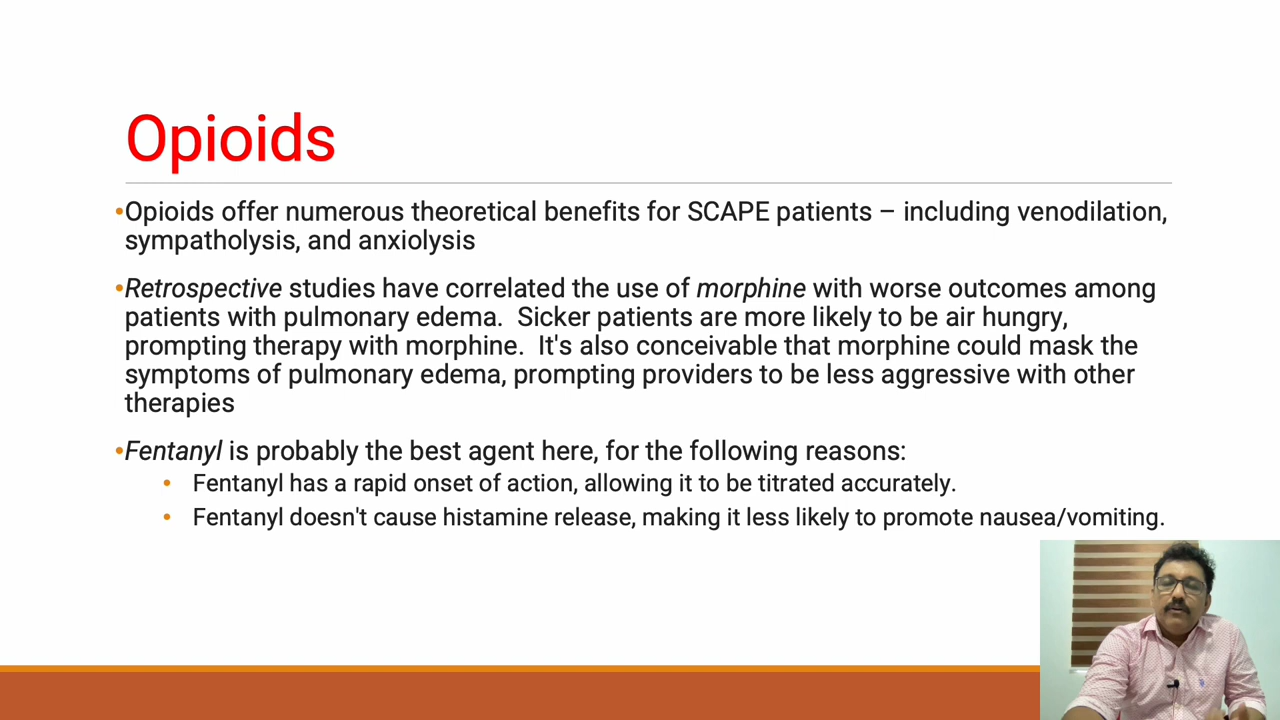 Opioids
•Opioids offer numerous theoretical benefits for SCAPE patients – including venodilation,
sympatholysis, and anxiolysis
•Retrospective studies have correlated the use of morphine with worse outcomes among
patients with pulmonary edema.  Sicker patients are more likely to be air hungry,
prompting therapy with morphine.  It's also conceivable that morphine could mask the
symptoms of pulmonary edema, prompting providers to be less aggressive with other
therapies
•Fentanyl is probably the best agent here, for the following reasons:
• Fentanyl has a rapid onset of action, allowing it to be titrated accurately.
• Fentanyl doesn't cause histamine release, making it less likely to promote nausea/vomiting.